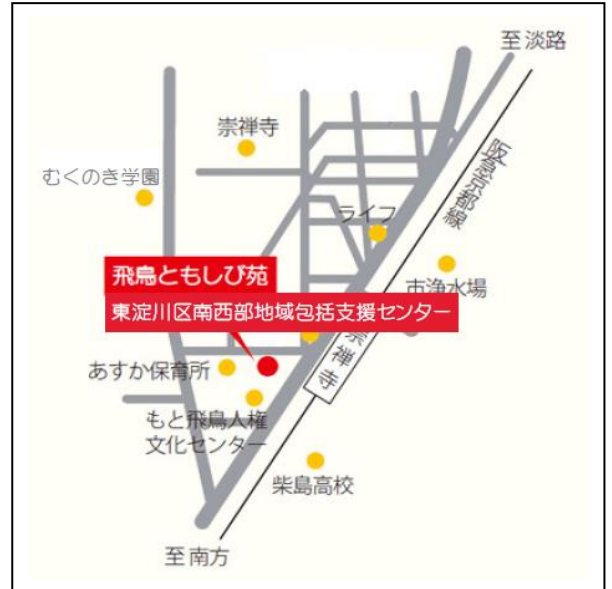 至淡路
崇禅寺
むくのき学園
阪急京都線
ライフ
飛鳥ともしび苑
市浄水場
東淀川区南西部地域包括支援センター
崇禅寺
あすか保育所
もと飛鳥人権
文化センター
柴島高校
至南方